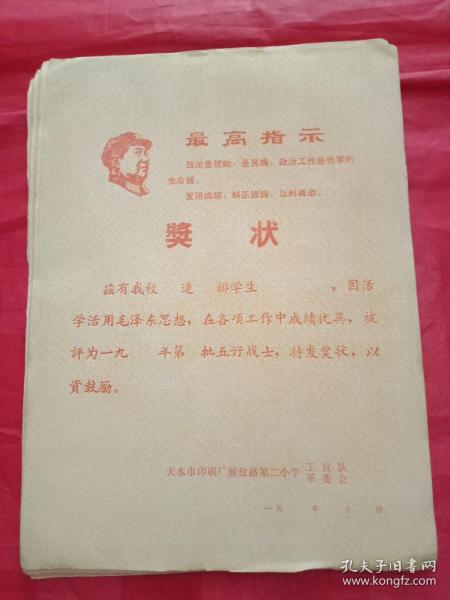 最高指示
政治是统帅，是灵魂，政治工作是我军的
生命线。
发扬成绩，纠正错误，以利再战。
奖状
兹有我校 连 排学生 ，因活
学活用毛泽东思想，在各项工作中成绩优异，被
评为一九 年第 批五好战士，特发奖状，以
资鼓励。
天水市印刷厂解放路第二小学 工宣队
革委会
一九 年 月 日
孔夫子旧书网
www.kongfz.com